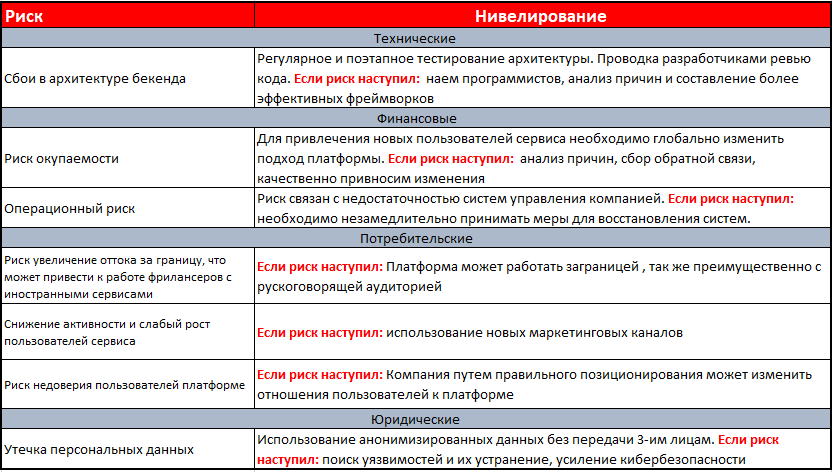 Риск Нивелирование
Технические
Сбои в архитектуре бекенда
Регулярное и поэтапное тестирование архитектуры. Проводка разработчиками ревью
кода. Если риск наступил: наем программистов, анализ причин и составление более
эффективных фреймворков
Финансовые
Риск окупаемости
Для привлечения новых пользователей сервиса необходимо глобально изменить
подход платформы. Если риск наступил: анализ причин, сбор обратной связи,
качественно привносим изменения
Операционный риск
Риск связан с недостаточностью систем управления компанией. Если риск наступил:
необходимо незамедлительно принимать меры для восстановления систем.
Потребительские
Риск увеличение оттока за границу, что
может привести к работе фрилансеров с
иностранными сервисами
Если риск наступил: Платформа может работать заграницей , так же преимущественно с
рускоговорящей аудиторией
Снижение активности и слабый рост
пользователей сервиса
Если риск наступил: использование новых маркетинговых каналов
Риск недоверия пользователей платформе
Если риск наступил: Компания путем правильного позиционирования может изменить
отношения пользователей к платформе
Юридические
Утечка персональных данных
Использование анонимизированных данных без передачи 3-им лицам. Если риск
наступил: поиск уязвимостей и их устранение, усиление кибербезопасности